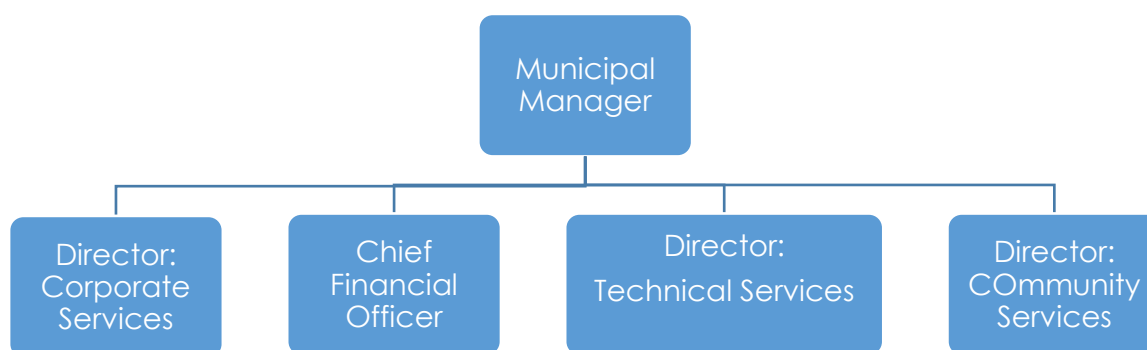 Municipal
Manager
Director:
Corporate
Services
Chief
Financial
Officer
Director:
Technical Services
Director:
COmmunity
Services